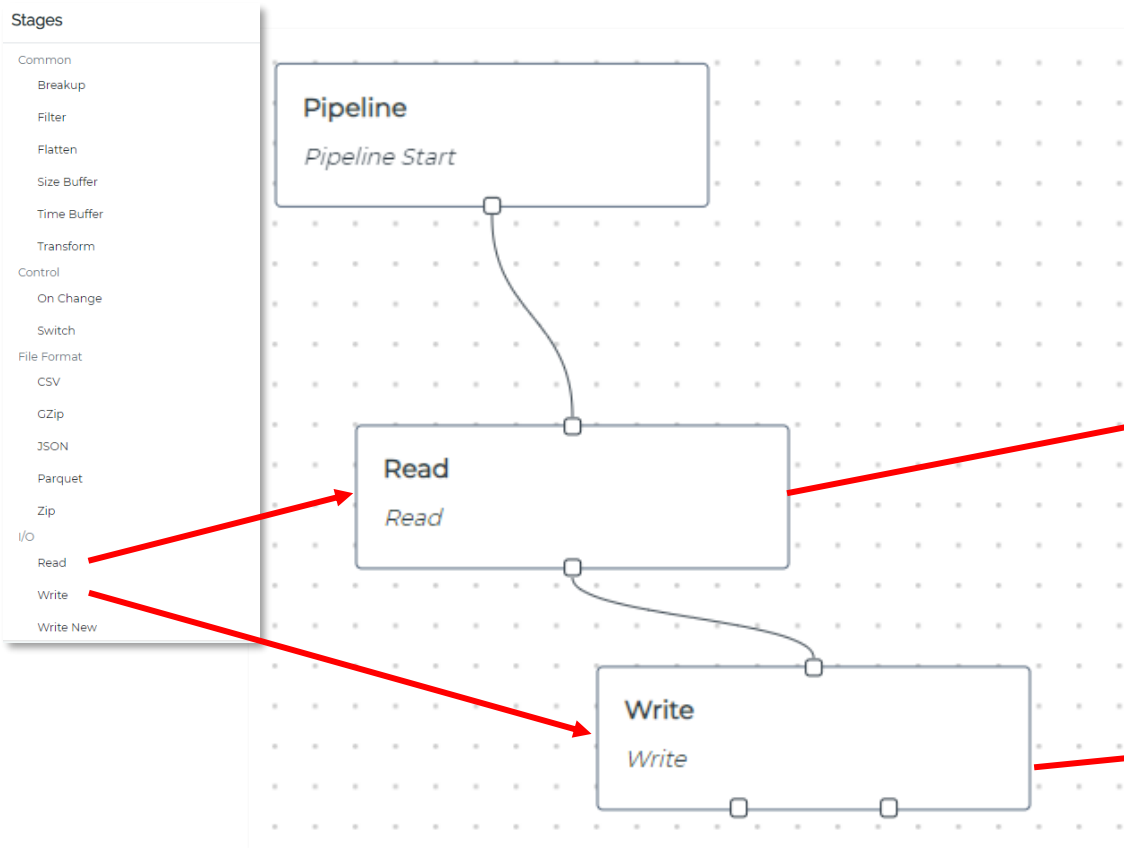 Stages
Common
Breakup
Filter
Flatten
Size Buffer
Time Buffer
Transform
Control
On Change
Switch
File Format
CSV
GZip
JSON
Parquet
Zip
I/O
Read
Write
Write New
Pipeline
Pipeline Start
Read
Read
Write
Write